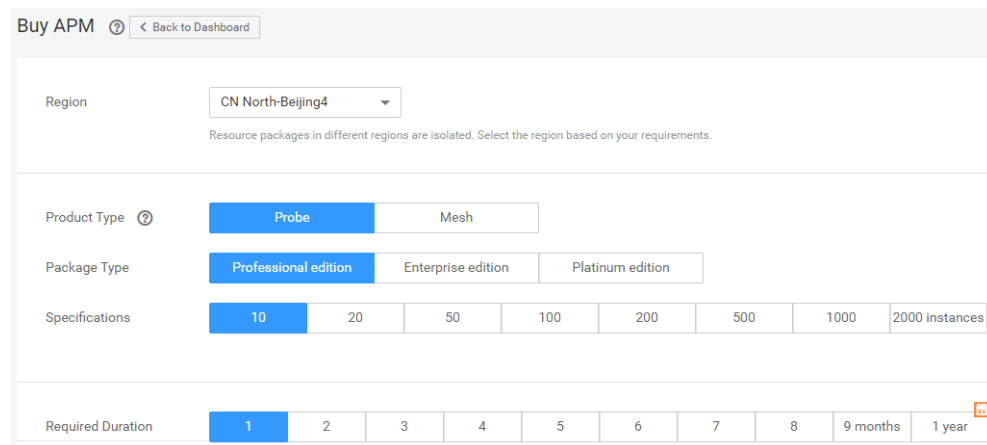 Buy APM ? < Back to Dashboard
Region CN North-Beijing4
Resource packages in different regions are isolated. Select the region based on your requirements.
Product Type ? Probe Mesh
Package Type Professional edition Enterprise edition Platinum edition
Specifications 10 20 50 100 200 500 1000 2000 instances
Required Duration 1 2 3 4 5 6 7 8 9 months 1 year